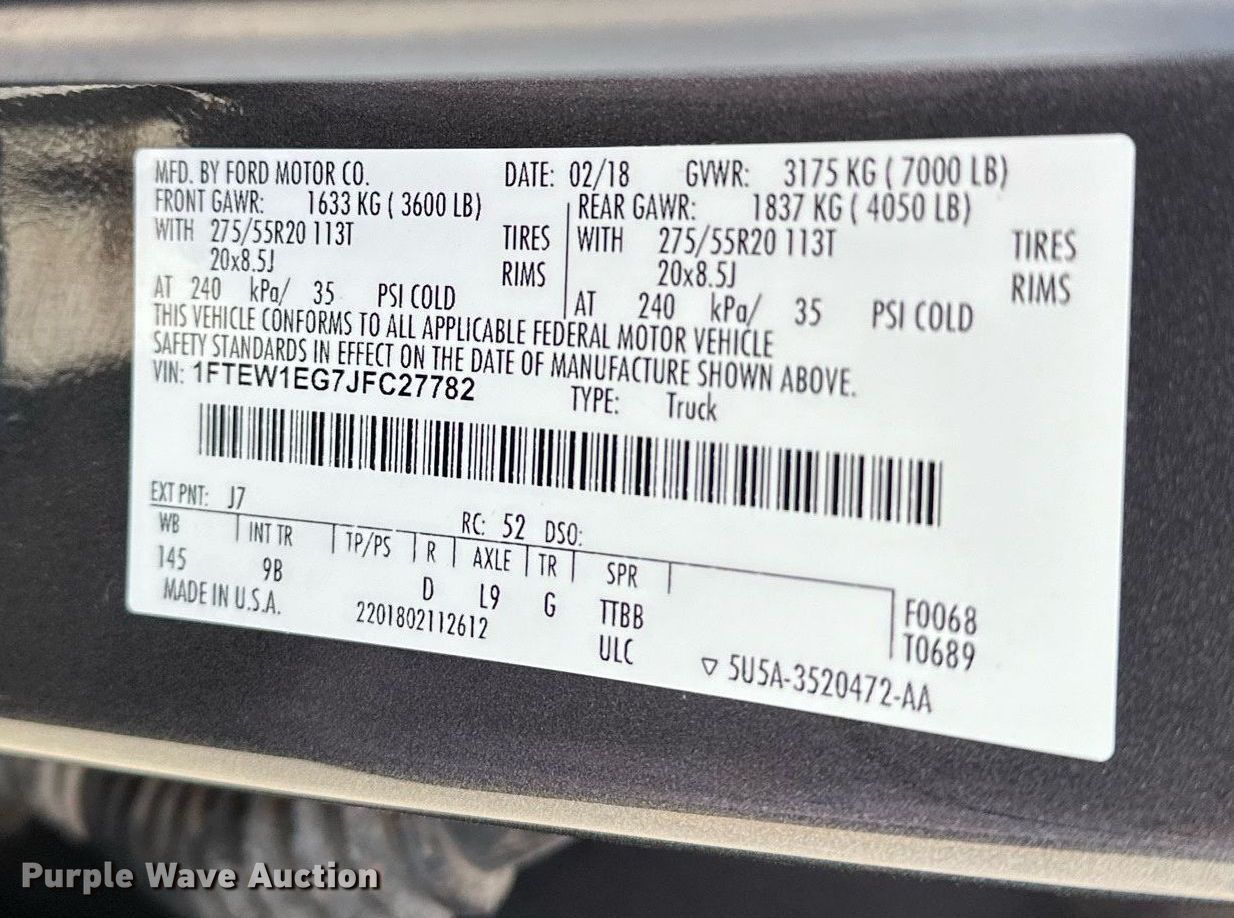 MFD. BY FORD MOTOR CO. DATE: 02/18 GVWR: 3175 KG ( 7000 LB)
FRONT GAWR: 1633 KG ( 3600 LB) REAR GAWR: 1837 KG ( 4050 LB)
WITH 275/55R20 113T TIRES WITH 275/55R20 113T TIRES
20x8.5J RIMS 20x8.5J RIMS
AT 240 kPa/ 35 PSI COLD AT 240 kPa/ 35 PSI COLD
THIS VEHICLE CONFORMS TO ALL APPLICABLE FEDERAL MOTOR VEHICLE
SAFETY STANDARDS IN EFFECT ON THE DATE OF MANUFACTURE SHOWN ABOVE.
VIN: 1FTEW1EG7JFC27782 TYPE: Truck
EXT PNT: J7 RC: 52 DSO:
WB INT TR TP/PS R AXLE TR SPR
145 9B D L9 G TTBB F0068
MADE IN U.S.A. 2201802112612 ULC T0689
▽ 5U5A-3520472-AA
Purple Wave Auction